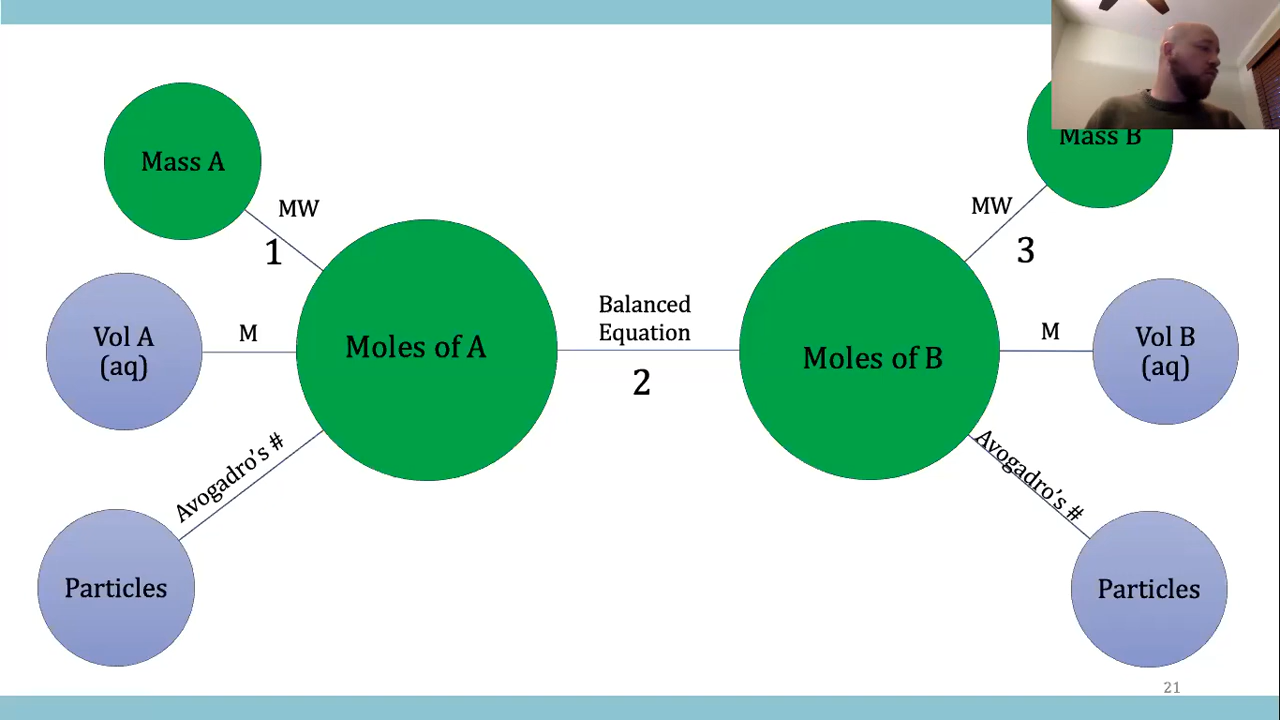 Mass A
MW
1
Vol A
(aq)
M
Avogadro's #
Particles
Moles of A
Balanced
Equation
2
Moles of B
Mass B
MW
3
M
Vol B
(aq)
Avogadro's #
Particles
21